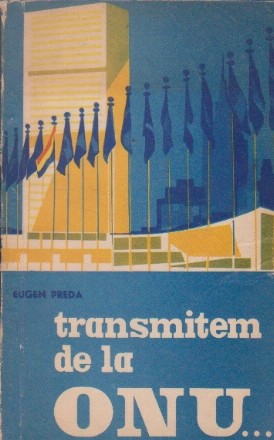 EUGEN PREDA
transmitem
de la
ONU...